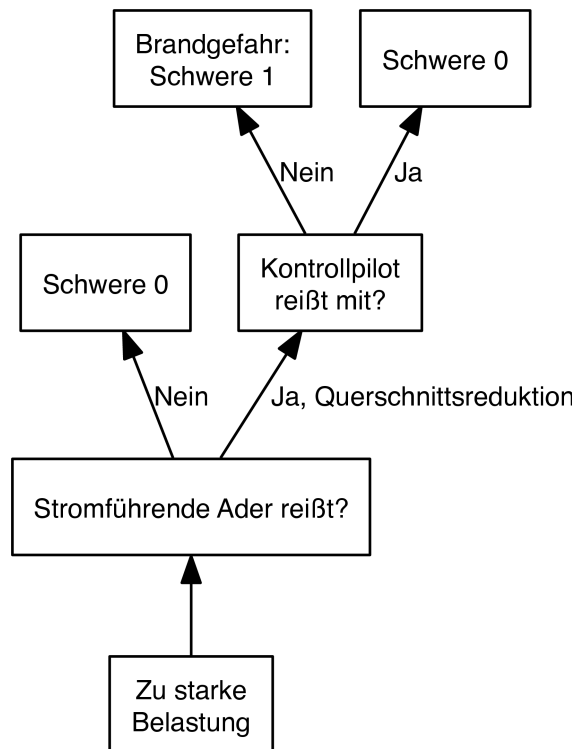 Brandgefahr:
Schwere 1
Schwere 0
Nein
Ja
Schwere 0
Kontrollpilot
reißt mit?
Nein
Ja, Querschnittsreduktion
Stromführende Ader reißt?
Zu starke
Belastung